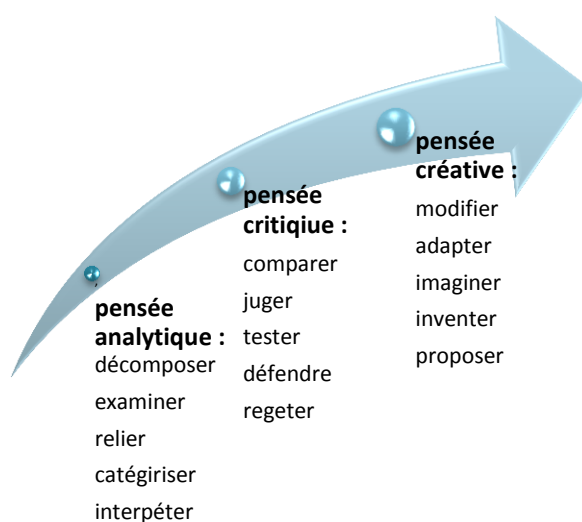 pensée
analytique :
décomposer
examiner
relier
catégiriser
interpéter
pensée
critiqiue :
comparer
juger
tester
défendre
regeter
pensée
créative :
modifier
adapter
imaginer
inventer
proposer